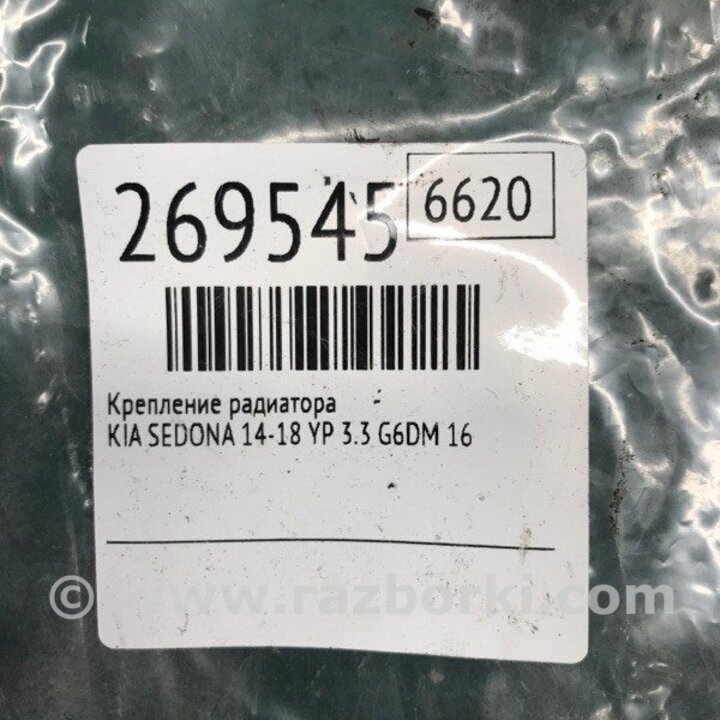 269545 6620
Крепление радиатора
KIA SEDONA 14-18 YP 3.3 G6DM 16
© www.razborki.com